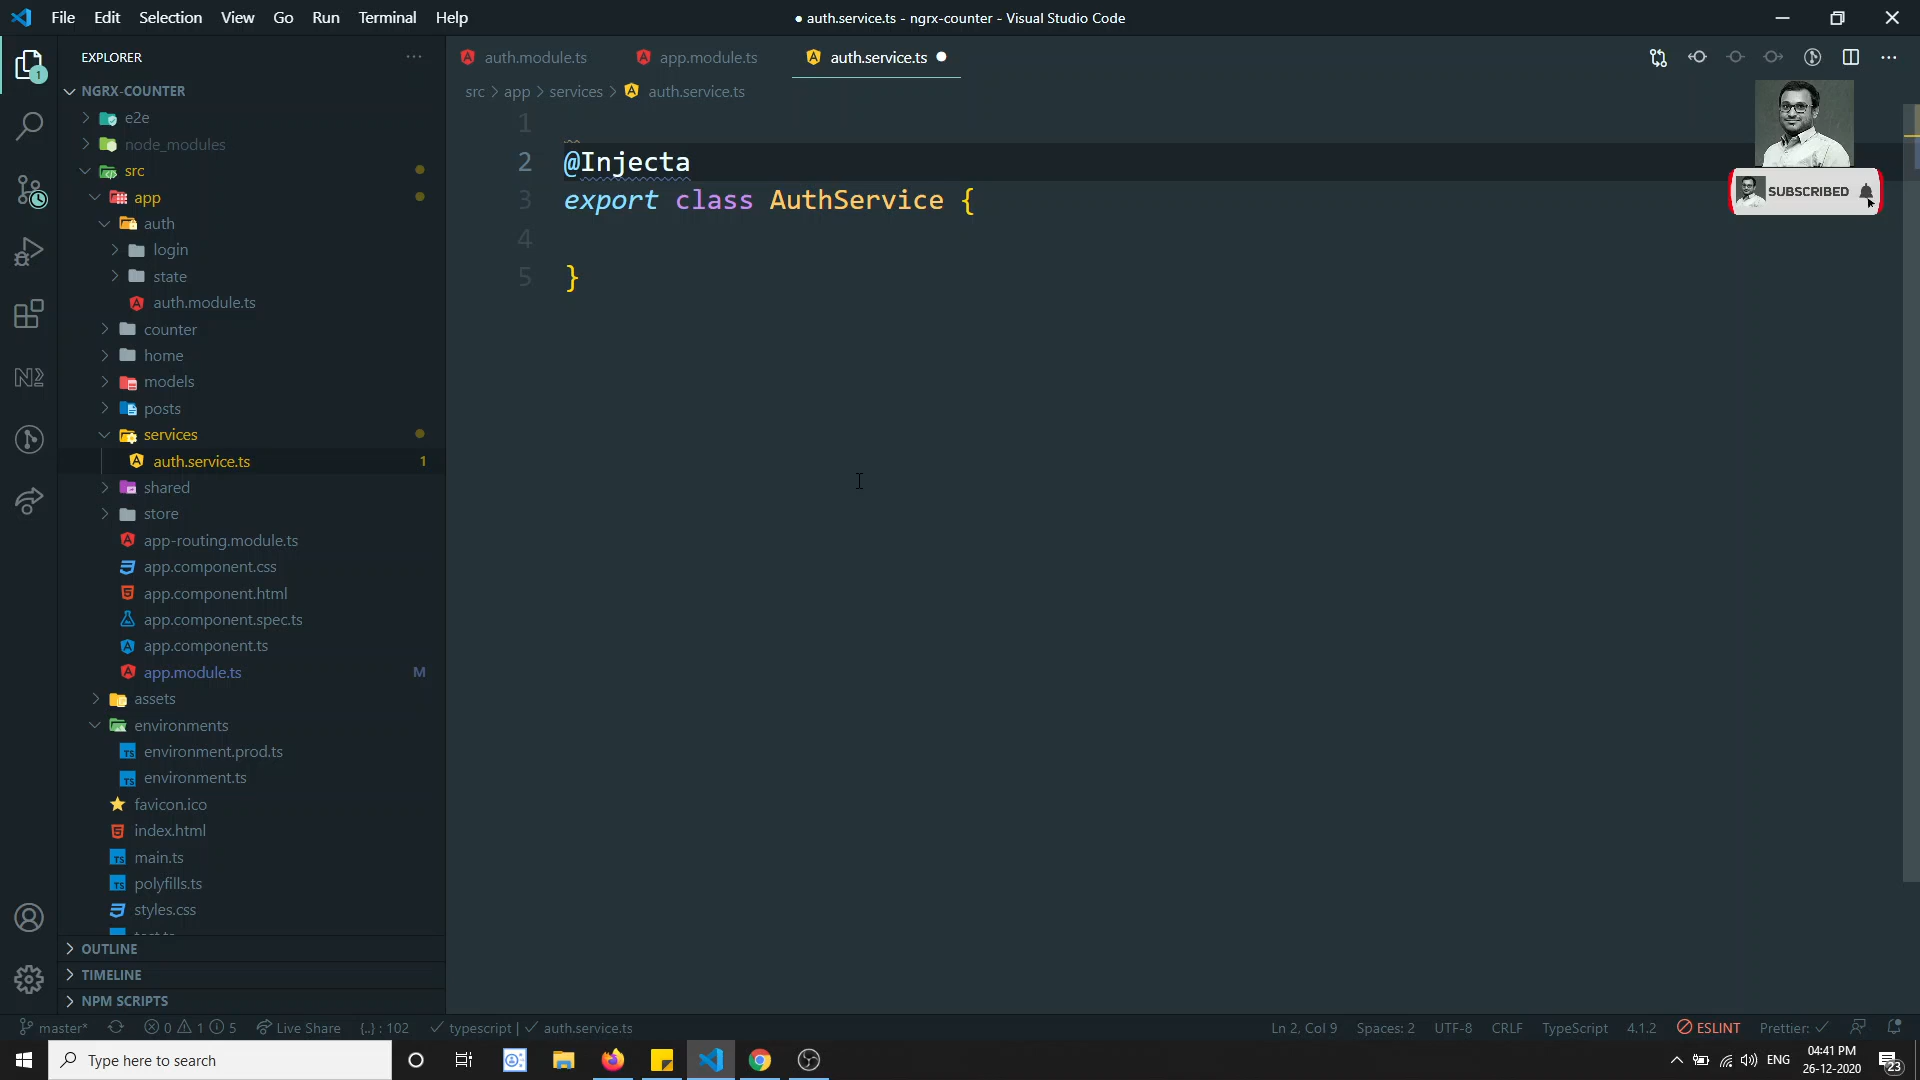 File Edit Selection View Go Run Terminal Help
● auth.service.ts - ngrx-counter - Visual Studio Code
EXPLORER
auth.module.ts
app.module.ts
auth.service.ts
src > app > services > auth.service.ts
NGRX-COUNTER
e2e
node_modules
src
app
auth
login
state
auth.module.ts
counter
home
models
posts
services
auth.service.ts 1
shared
store
app-routing.module.ts
app.component.css
app.component.html
app.component.spec.ts
app.component.ts
app.module.ts M
assets
environments
environment.prod.ts
environment.ts
favicon.ico
index.html
main.ts
polyfills.ts
styles.css
OUTLINE
TIMELINE
NPM SCRIPTS
1
2 @Injecta
3 export class AuthService {
4
5 }
SUBSCRIBED
master* 0 1 5 Live Share {..} : 102 ✓ typescript | ✓ auth.service.ts
Ln 2, Col 9 Spaces: 2 UTF-8 CRLF TypeScript 4.1.2 ESLINT Prettier: ✓
Type here to search
ENG
04:41 PM
26-12-2020
23